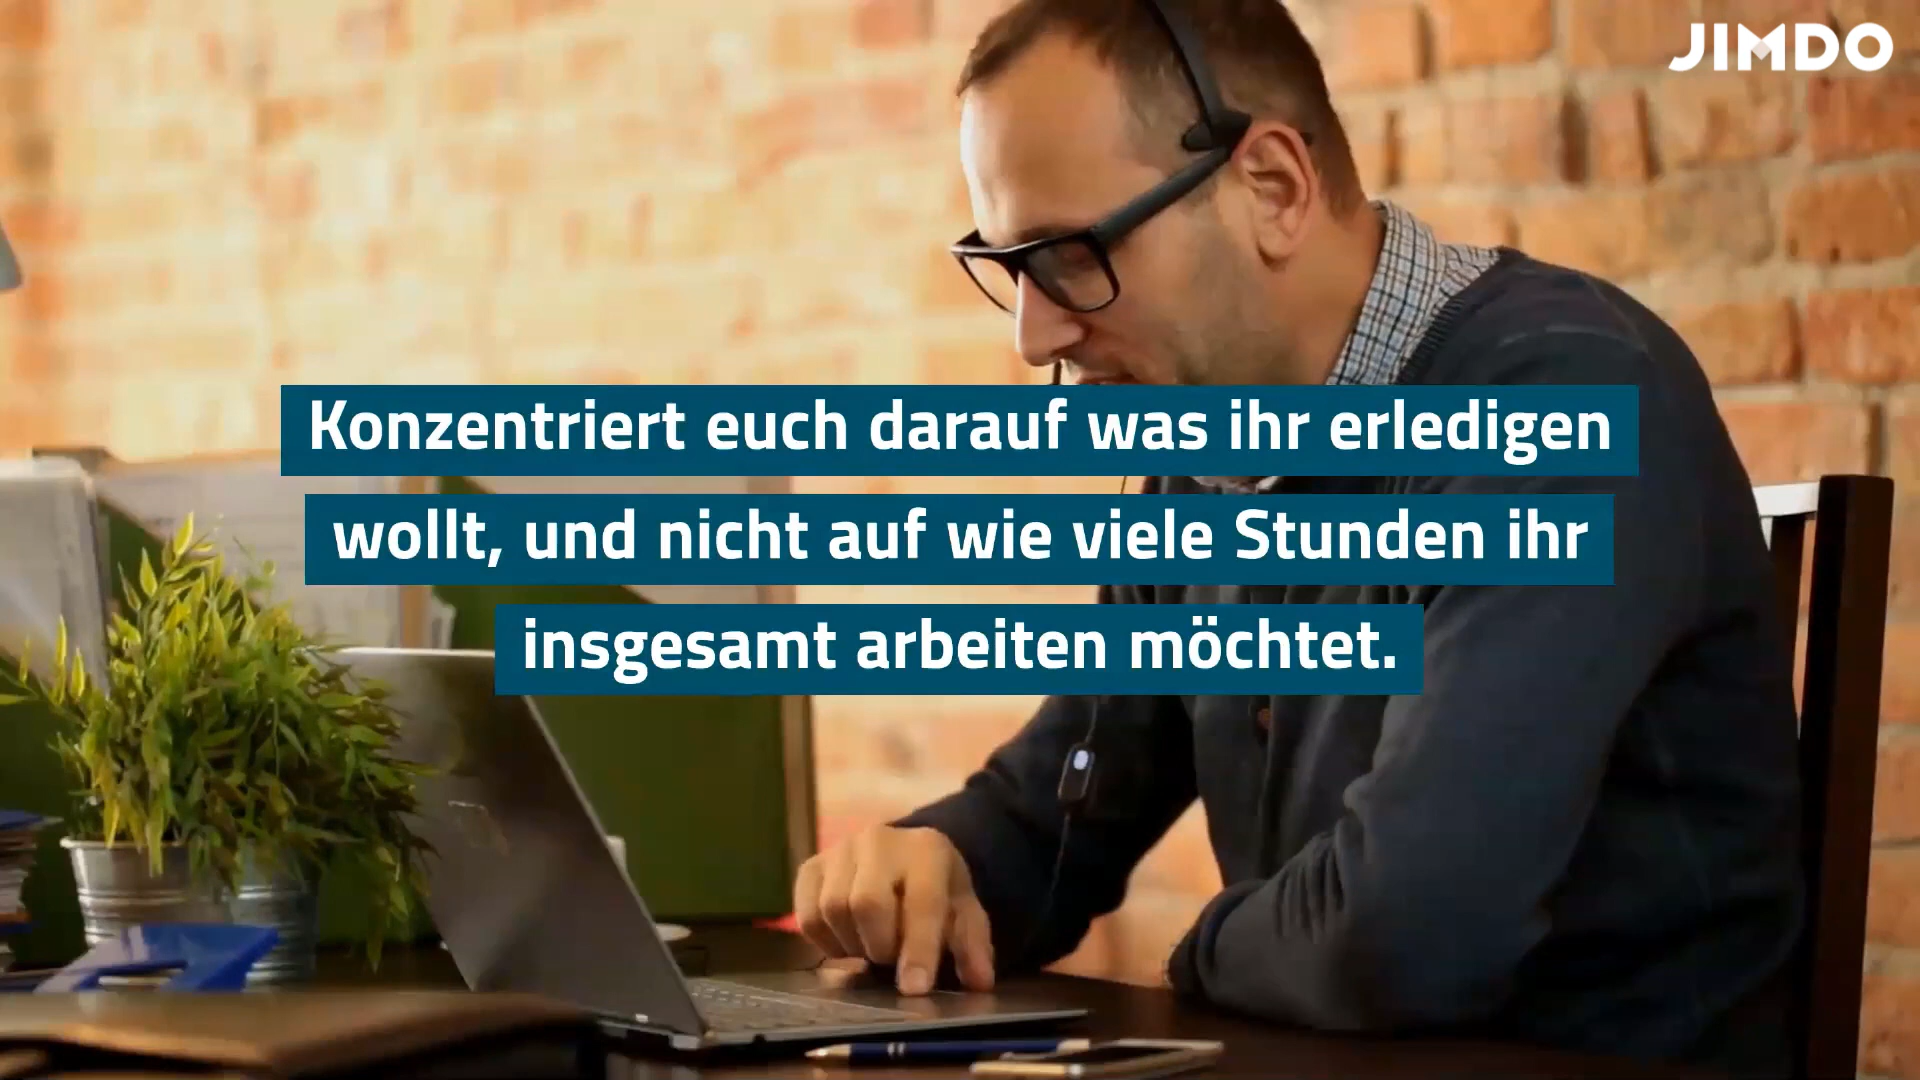 JIMDO
Konzentriert euch darauf was ihr erledigen
wollt, und nicht auf wie viele Stunden ihr
insgesamt arbeiten möchtet.